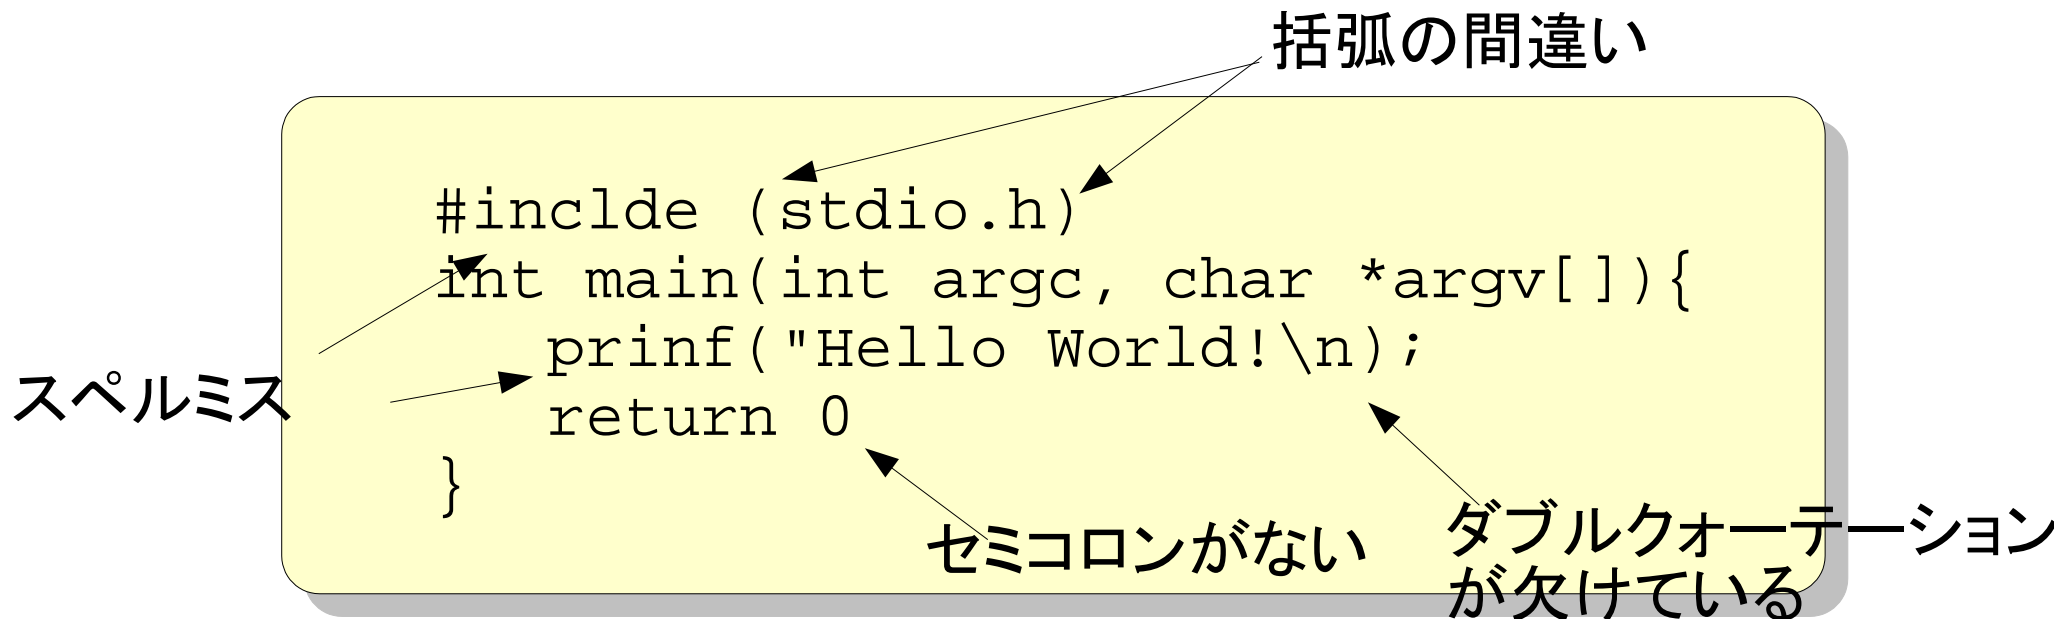 括弧の間違い
#inclde (stdio.h)
int main(int argc, char *argv[]){
prinf("Hello World!\n);
スペルミス
return 0
}
セミコロンがない
ダブルクォーテーション
が欠けている